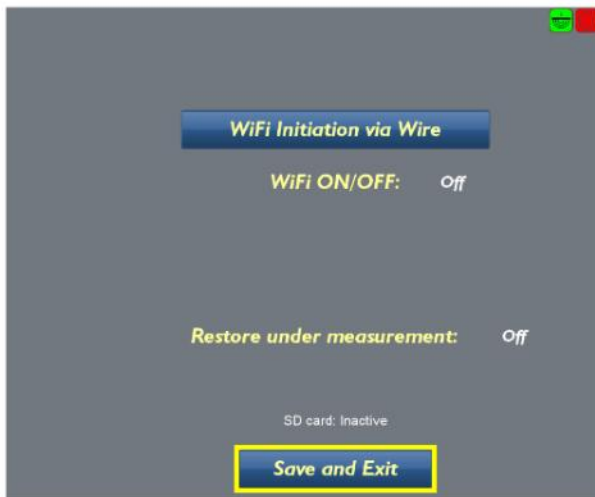 WiFi Initiation via Wire
WiFi ON/OFF: Off
Restore under measurement: Off
SD card: Inactive
Save and Exit